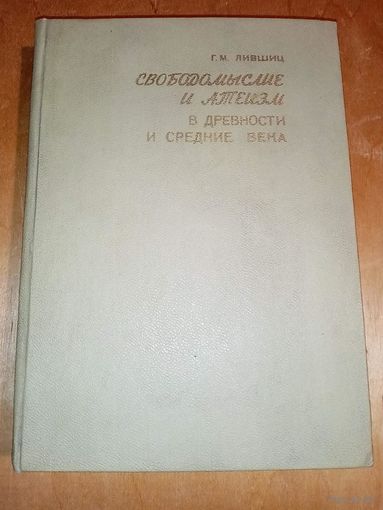 Г. М. ЛИВШИЦ
СВОБОДОМЫСЛИЕ
И АТЕИЗМ
В ДРЕВНОСТИ
И СРЕДНИЕ ВЕКА